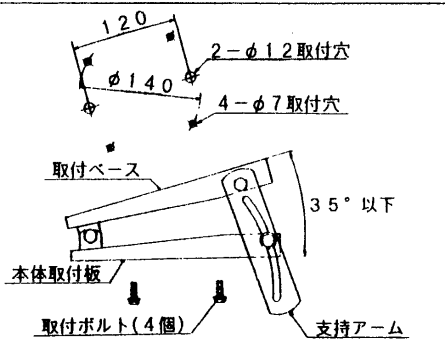 120
2-φ12取付穴
φ140
4-φ7取付穴
取付ベース
35°以下
本体取付板
取付ボルト(4個)
支持アーム